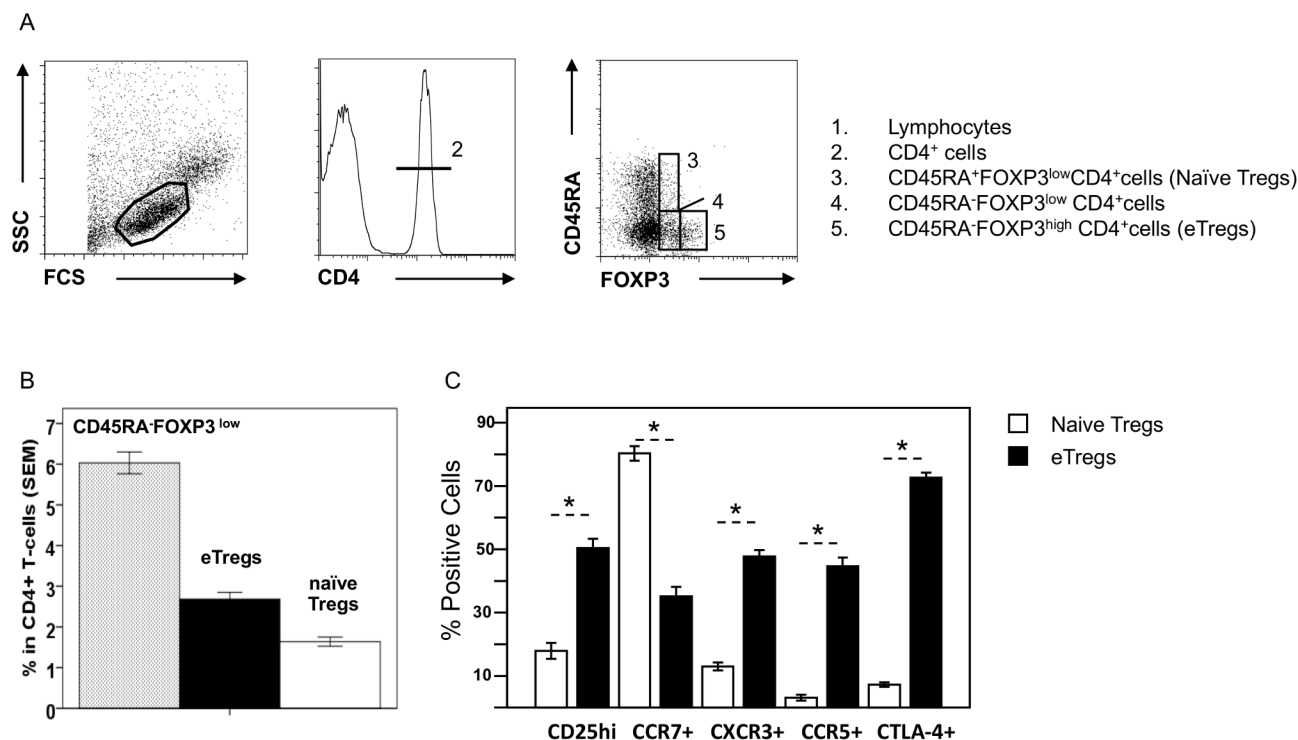 A
SSC
FCS
2
CD4
CD45RA
3
4
5
FOXP3
1. Lymphocytes
2. CD4⁺ cells
3. CD45RA⁺FOXP3ˡᵒʷCD4⁺cells (Naïve Tregs)
4. CD45RA⁻FOXP3ˡᵒʷ CD4⁺cells
5. CD45RA⁻FOXP3ʰⁱᵍʰ CD4⁺cells (eTregs)
B
% in CD4+ T-cells (SEM)
7
6
5
4
3
2
1
0
CD45RA⁻FOXP3 ˡᵒʷ
eTregs
naïve
Tregs
C
% Positive Cells
90
70
50
30
10
*
*
*
*
*
CD25hi CCR7+ CXCR3+ CCR5+ CTLA-4+
Naive Tregs
eTregs